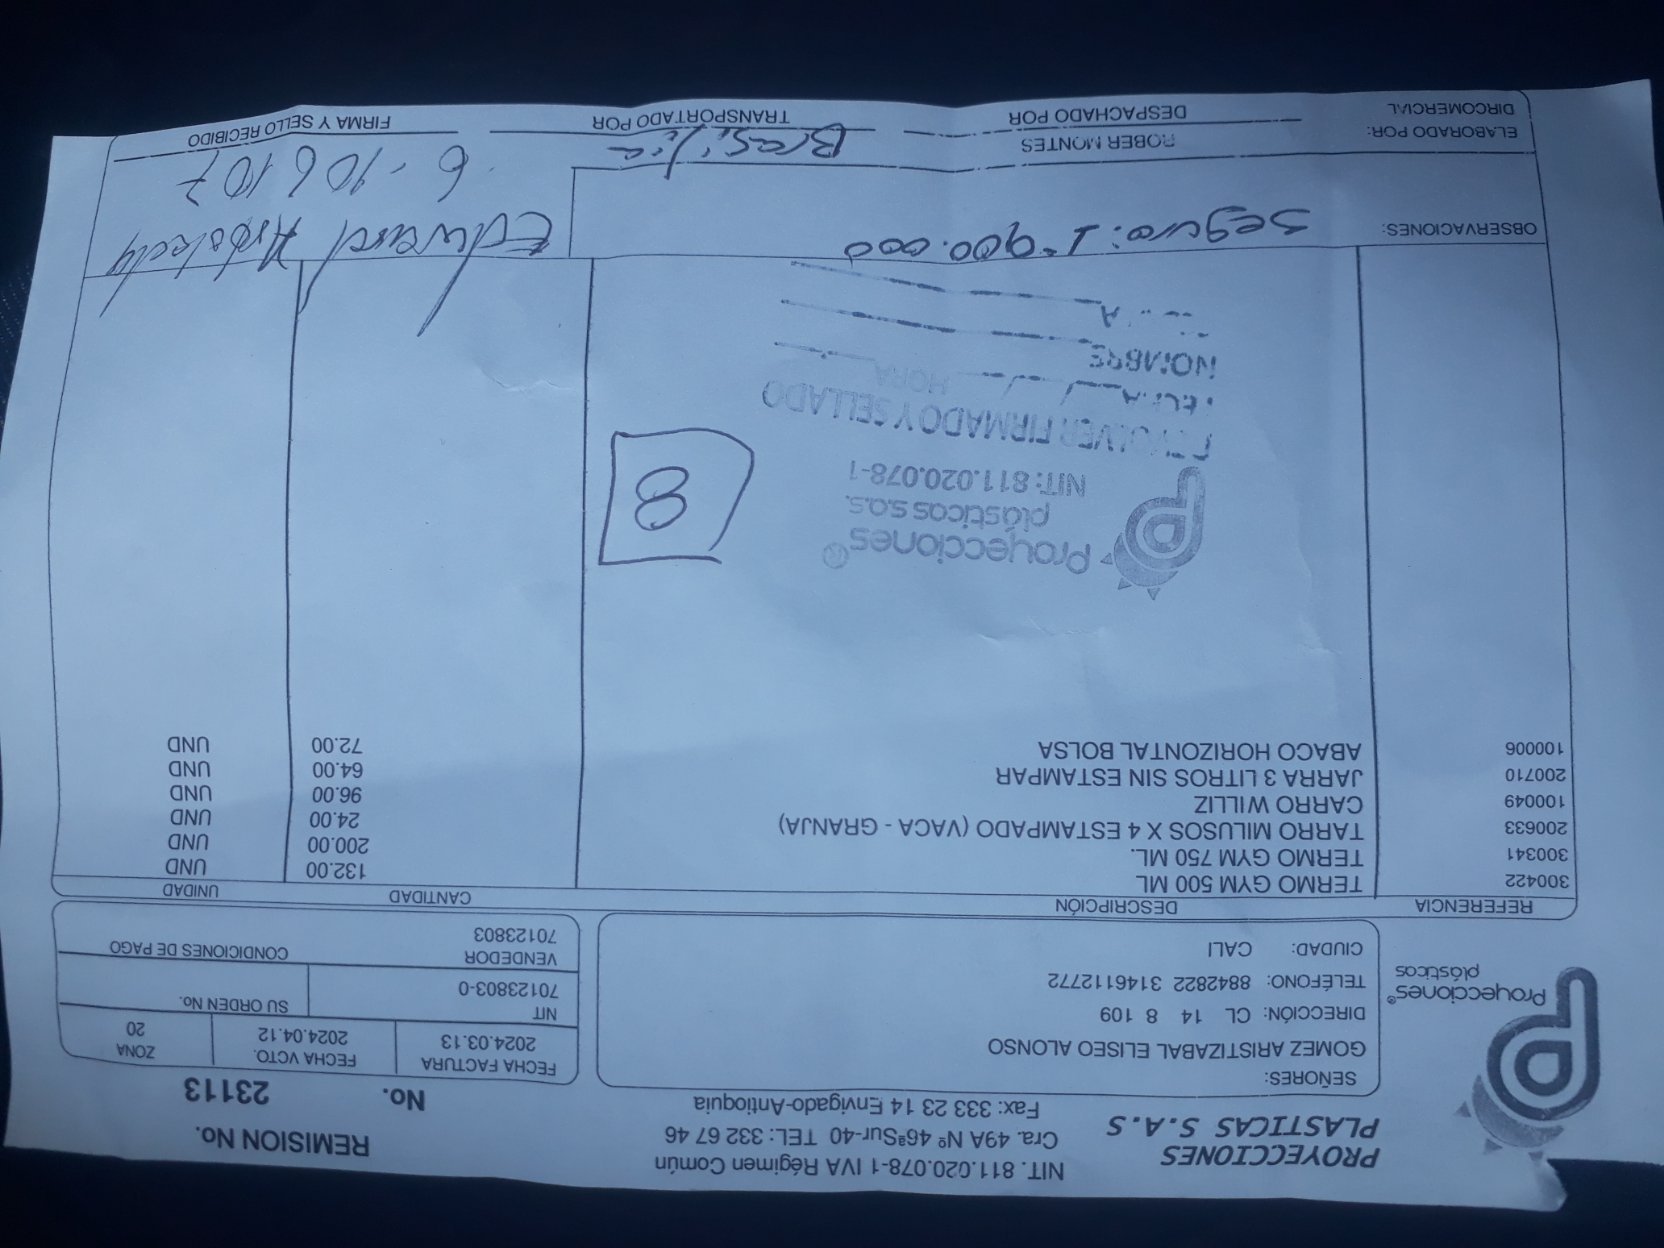 PROYECCIONES
PLASTICAS S.A.S
NIT. 811.020.078-1 IVA Régimen Común
Cra. 49A Nº 46ªSur-40 TEL: 332 67 46
Fax: 333 23 14 Envigado-Antioquia
REMISION No.
No. 23113
Proyecciones®
plásticas
SEÑORES:
GOMEZ ARISTIZABAL ELISEO ALONSO
DIRECCIÓN: CL 14 8 109
TELÉFONO: 8842822 3146112772
CIUDAD: CALI
FECHA FACTURA FECHA VCTO. ZONA
2024.03.13 2024.04.12 20
NIT SU ORDEN No.
70123803-0
VENDEDOR CONDICIONES DE PAGO
70123803
REFERENCIA DESCRIPCIÓN CANTIDAD UNIDAD
300422 TERMO GYM 500 ML 132.00 UND
300341 TERMO GYM 750 ML. 200.00 UND
200633 TARRO MILUSOS X 4 ESTAMPADO (VACA - GRANJA) 24.00 UND
100049 CARRO WILLIZ 96.00 UND
200710 JARRA 3 LITROS SIN ESTAMPAR 64.00 UND
100006 ABACO HORIZONTAL BOLSA 72.00 UND
Proyecciones®
plásticas s.a.s.
NIT: 811.020.078-1
8
DEVOLVER FIRMADO Y SELLADO
FECHA / / HORA :
NOMBRE
OBSERVACIONES: Seguro: 1.900.000
Edward
6.106107
ELABORADO POR: ROBER MONTES Brasilia
DIRCOMERCIAL DESPACHADO POR TRANSPORTADO POR FIRMA Y SELLO RECIBIDO